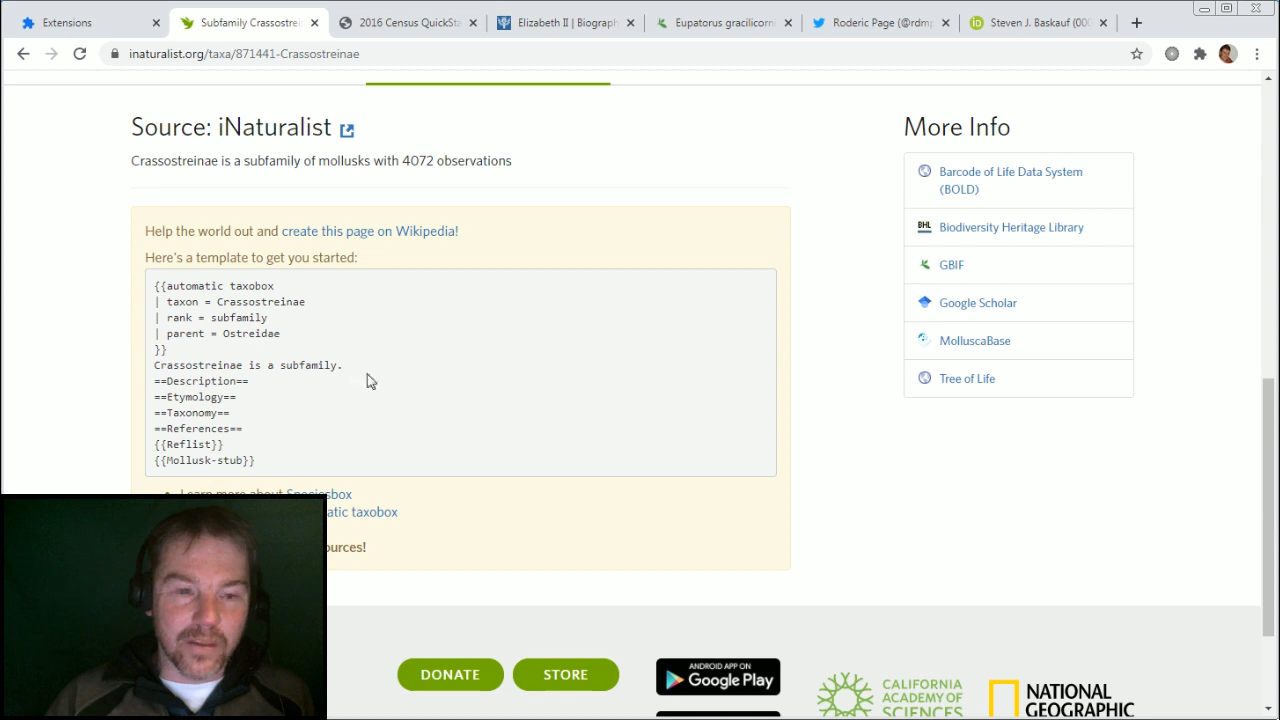 Extensions
Subfamily Crassostrei
2016 Census QuickSt
Elizabeth II | Biograph
Eupatorus gracilicorn
Roderic Page (@rdmp
Steven J. Baskauf (000
inaturalist.org/taxa/871441-Crassostreinae
Source: iNaturalist
Crassostreinae is a subfamily of mollusks with 4072 observations
Help the world out and create this page on Wikipedia!
Here's a template to get you started:
{{automatic taxobox
| taxon = Crassostreinae
| rank = subfamily
| parent = Ostreidae
}}
Crassostreinae is a subfamily.
==Description==
==Etymology==
==Taxonomy==
==References==
{{Reflist}}
{{Mollusk-stub}}
Learn more about Speciesbox
atic taxobox
ources!
More Info
Barcode of Life Data System
(BOLD)
BHL Biodiversity Heritage Library
GBIF
Google Scholar
MolluscaBase
Tree of Life
DONATE
STORE
ANDROID APP ON
Google Play
CALIFORNIA
ACADEMY OF
SCIENCES
NATIONAL
GEOGRAPHIC